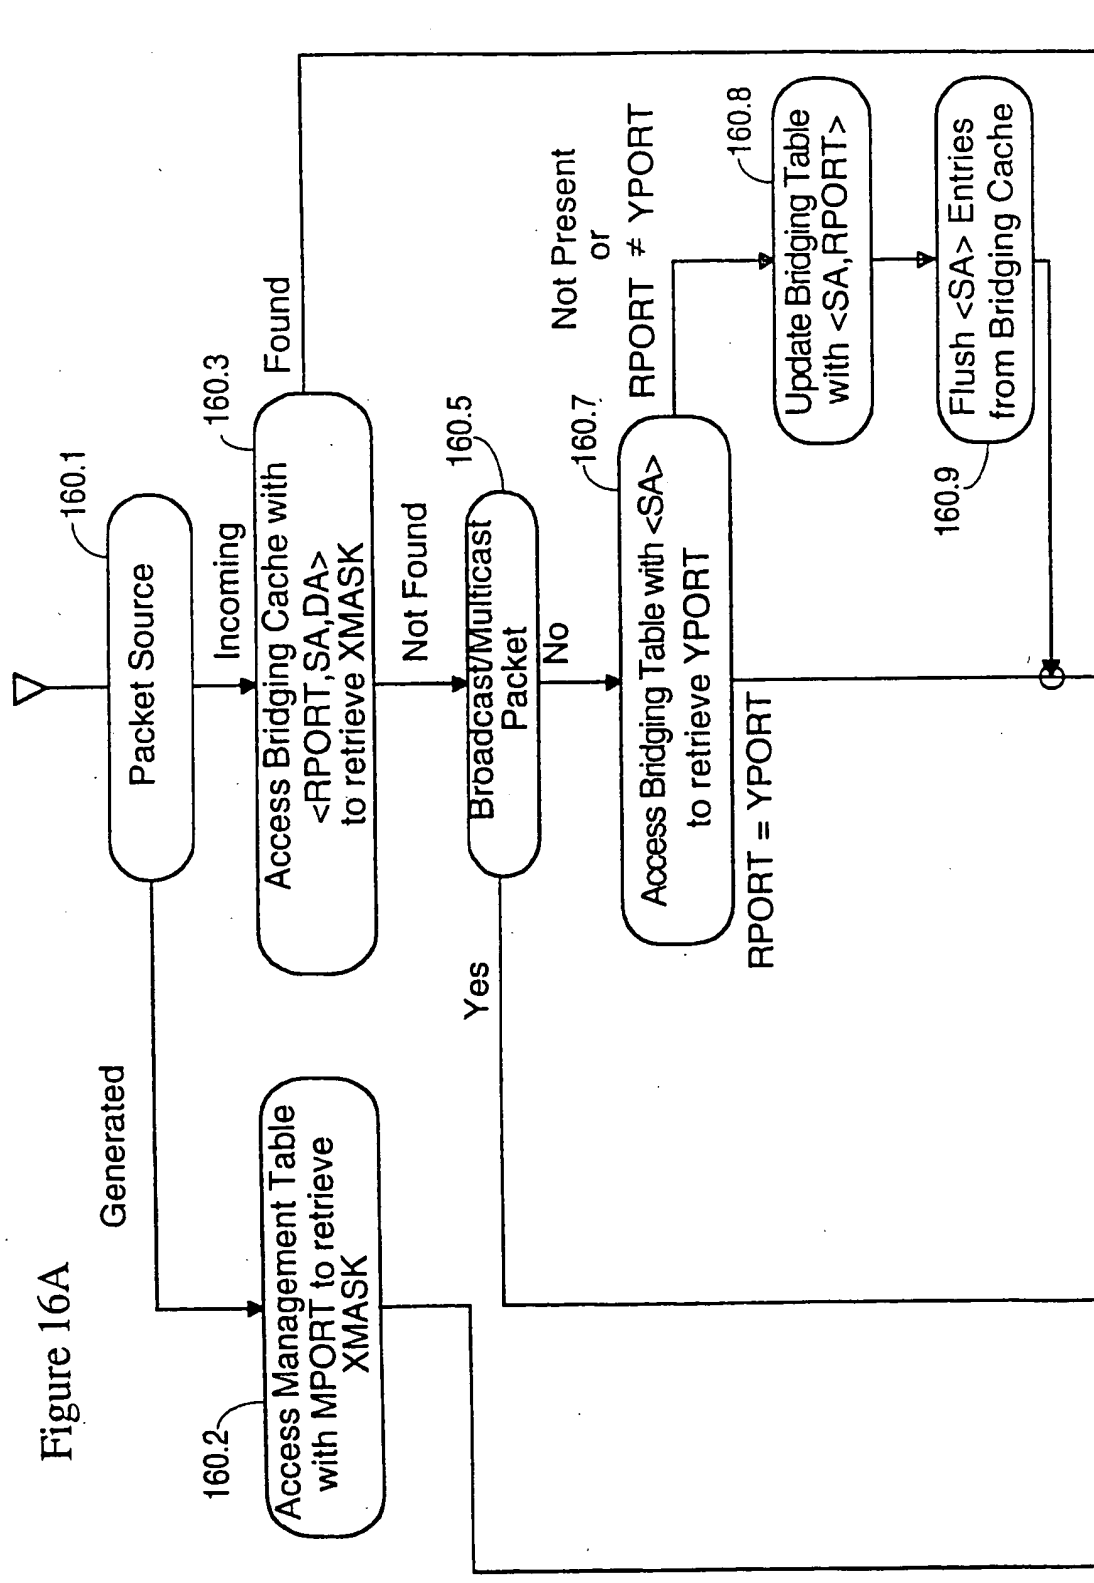 Figure 16A
Generated
160.1
Packet Source
Incoming
160.2
Access Management Table
with MPORT to retrieve
XMASK
160.3
Access Bridging Cache with
<RPORT,SA,DA>
to retrieve XMASK
Found
Not Found
160.5
Broadcast/Multicast
Packet
Yes
No
160.7
Access Bridging Table with <SA>
to retrieve YPORT
Not Present
or
RPORT ≠ YPORT
RPORT = YPORT
160.8
Update Bridging Table
with <SA,RPORT>
160.9
Flush <SA> Entries
from Bridging Cache